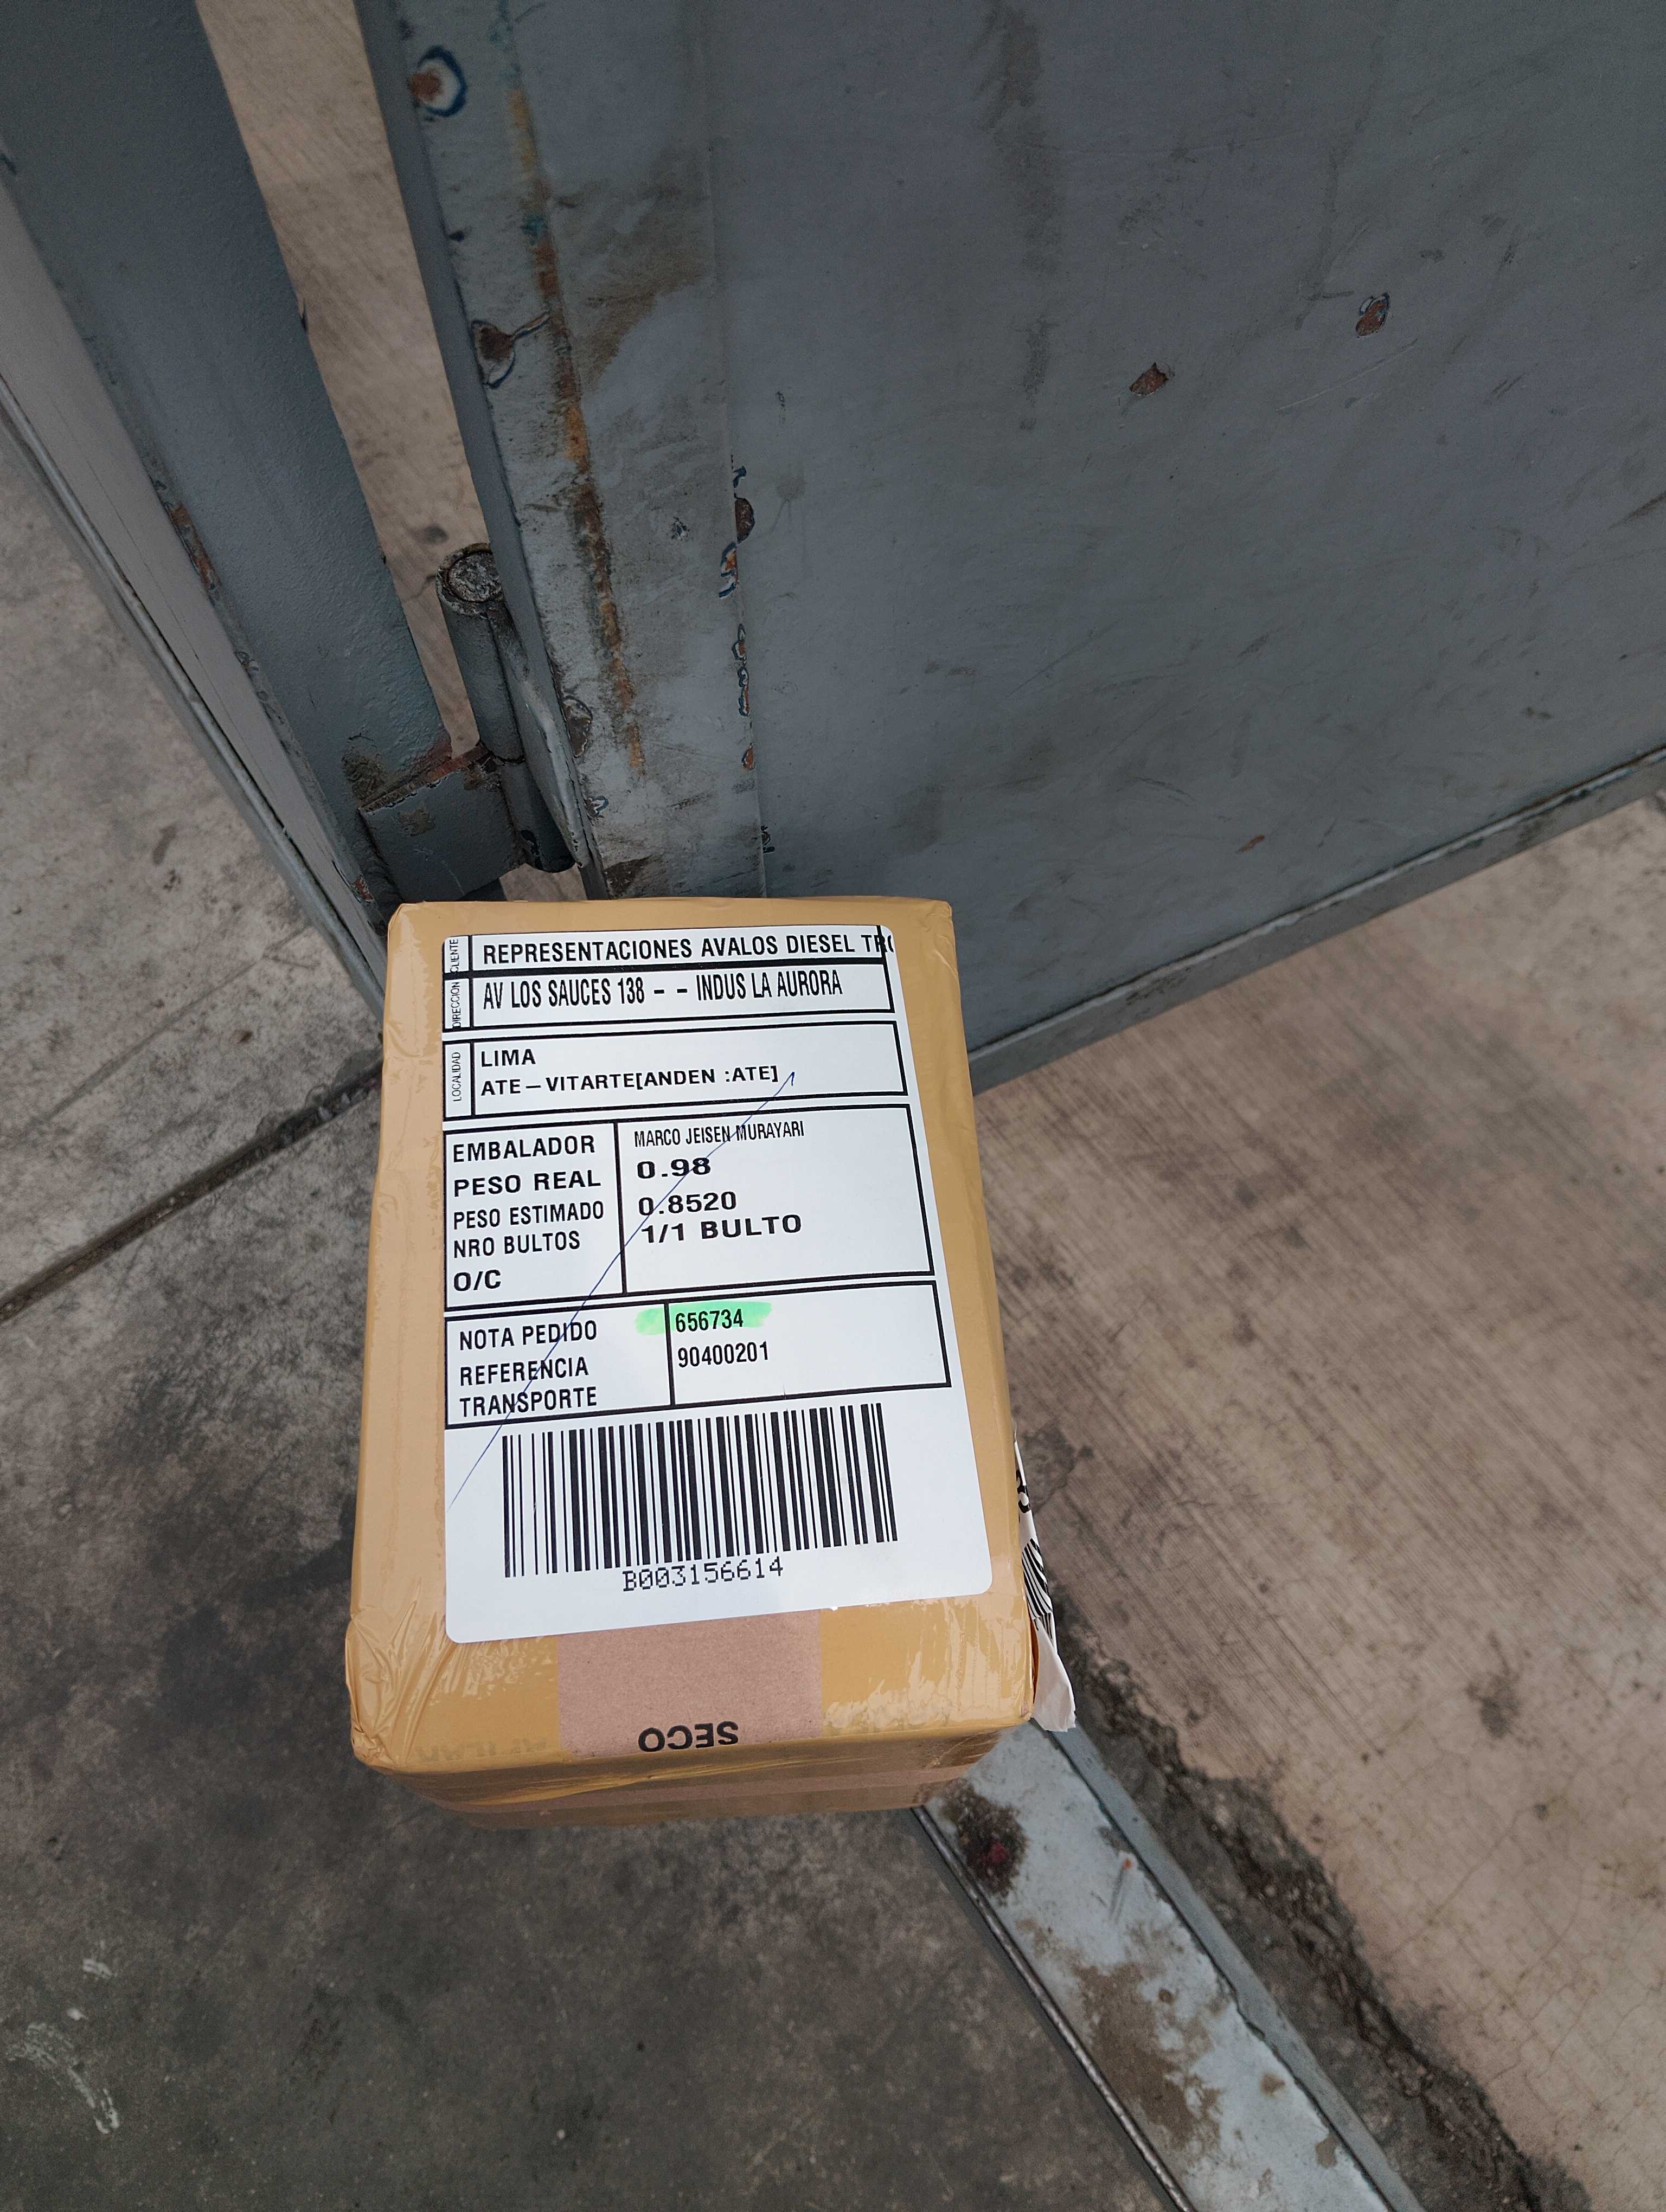 CLIENTE REPRESENTACIONES AVALOS DIESEL
DIRECCION AV LOS SAUCES 138 - - INDUS LA AURORA
LOCALIDAD LIMA
ATE-VITARTE[ANDEN :ATE]
EMBALADOR MARCO JEISEN MURAYARI
PESO REAL 0.98
PESO ESTIMADO 0.8520
NRO BULTOS 1/1 BULTO
O/C
NOTA PEDIDO 656734
REFERENCIA 90400201
TRANSPORTE
B003156614
SECO